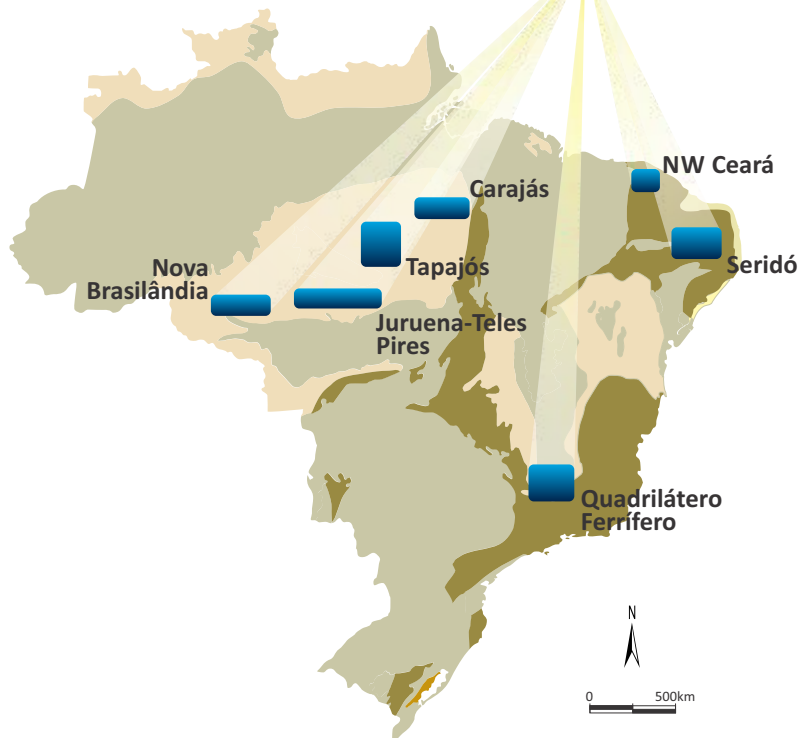 NW Ceará
Carajás
Seridó
Tapajós
Nova
Brasilândia
Juruena-Teles
Pires
Quadrilátero
Ferrífero
N
0 500km